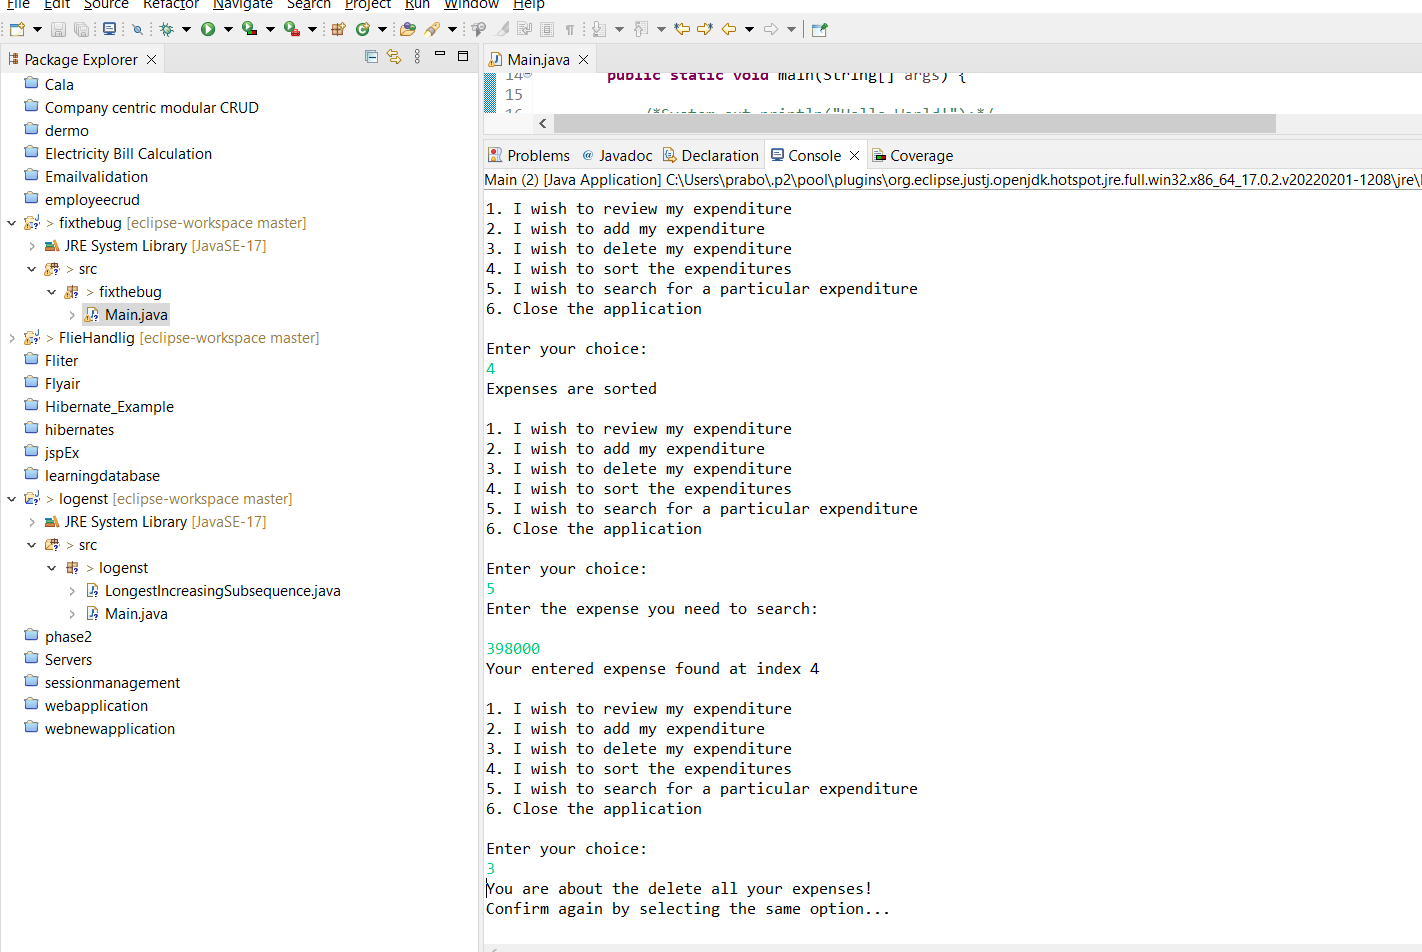 File Edit Source Refactor Navigate Search Project Run Window Help
Package Explorer
Cala
Company centric modular CRUD
dermo
Electricity Bill Calculation
Emailvalidation
employeecrud
> fixthebug [eclipse-workspace master]
JRE System Library [JavaSE-17]
> src
> fixthebug
Main.java
> FlieHandlig [eclipse-workspace master]
Fliter
Flyair
Hibernate_Example
hibernates
jspEx
learningdatabase
> logenst [eclipse-workspace master]
JRE System Library [JavaSE-17]
> src
> logenst
LongestIncreasingSubsequence.java
Main.java
phase2
Servers
sessionmanagement
webapplication
webnewapplication
Main.java
14 public static void main(String[] args) {
15
16 /*System.out.println("Hello World!");*/
Problems @ Javadoc Declaration Console Coverage
Main (2) [Java Application] C:\Users\prabo\.p2\pool\plugins\org.eclipse.justj.openjdk.hotspot.jre.full.win32.x86_64_17.0.2.v20220201-1208\jre\
1. I wish to review my expenditure
2. I wish to add my expenditure
3. I wish to delete my expenditure
4. I wish to sort the expenditures
5. I wish to search for a particular expenditure
6. Close the application
Enter your choice:
4
Expenses are sorted
1. I wish to review my expenditure
2. I wish to add my expenditure
3. I wish to delete my expenditure
4. I wish to sort the expenditures
5. I wish to search for a particular expenditure
6. Close the application
Enter your choice:
5
Enter the expense you need to search:
398000
Your entered expense found at index 4
1. I wish to review my expenditure
2. I wish to add my expenditure
3. I wish to delete my expenditure
4. I wish to sort the expenditures
5. I wish to search for a particular expenditure
6. Close the application
Enter your choice:
3
You are about the delete all your expenses!
Confirm again by selecting the same option...